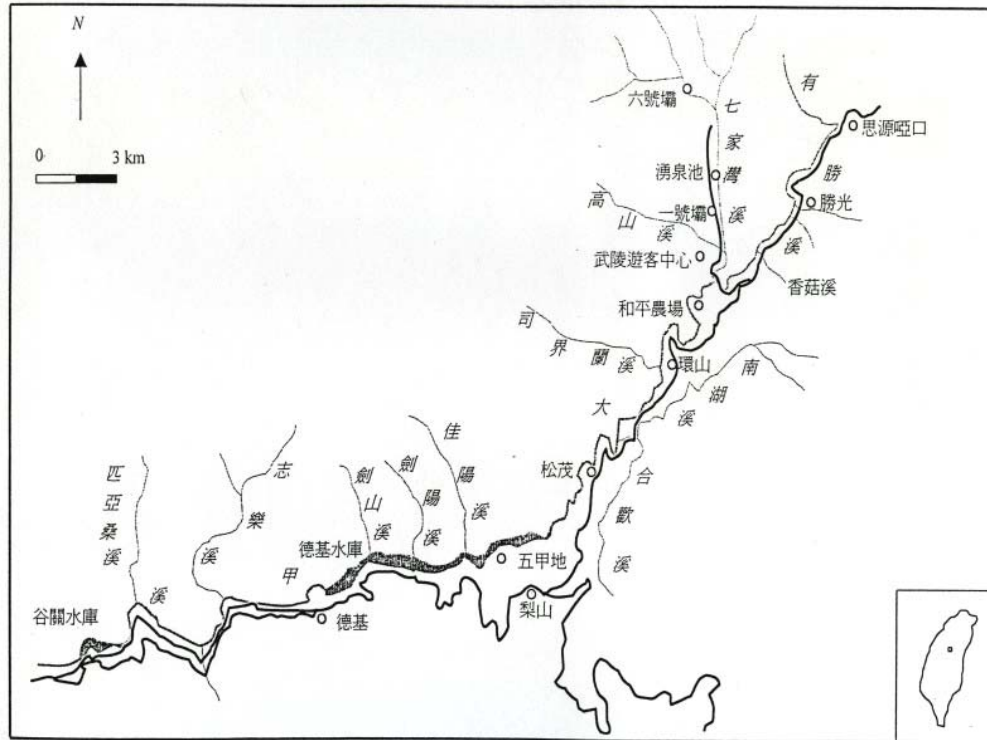 N
0 3 km
六號壩
七家灣溪
有勝溪
思源啞口
湧泉池
一號壩
高山溪
勝光
武陵遊客中心
香菇溪
和平農場
司界蘭溪
環山
南湖溪
大甲溪
松茂
合歡溪
佳陽溪
劍陽溪
劍山溪
志樂溪
匹亞桑溪
德基水庫
五甲地
梨山
德基
谷關水庫